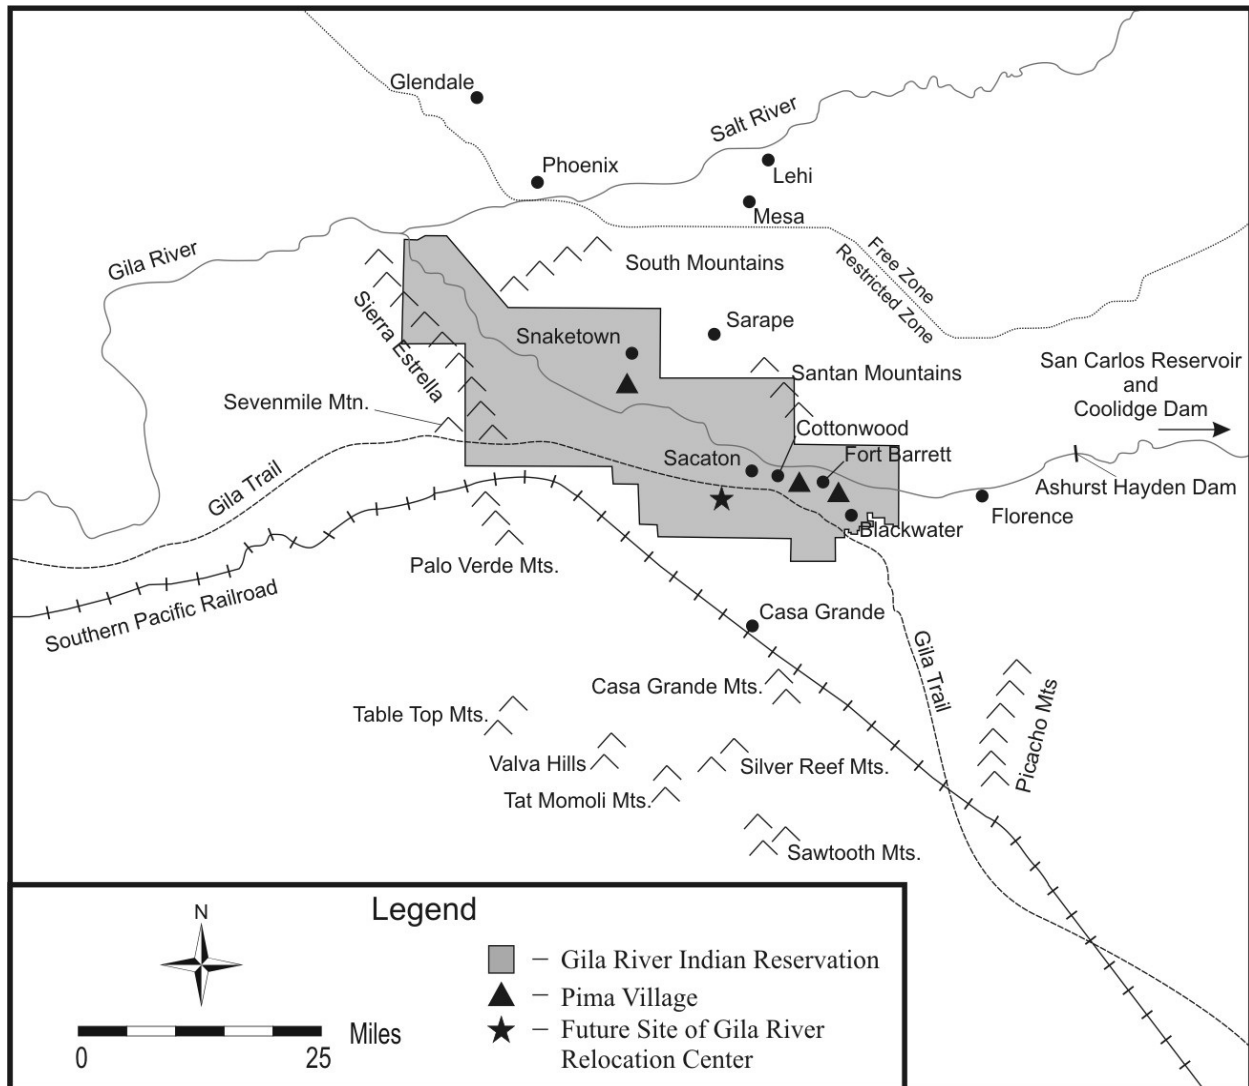 Glendale
Salt River
Phoenix
Lehi
Mesa
Gila River
Free Zone
Restricted Zone
South Mountains
Sierra Estrella
Sarape
Snaketown
San Carlos Reservoir
and
Coolidge Dam
Santan Mountains
Sevenmile Mtn.
Cottonwood
Fort Barrett
Sacaton
Gila Trail
Ashurst Hayden Dam
Florence
Blackwater
Palo Verde Mts.
Southern Pacific Railroad
Casa Grande
Gila Trail
Casa Grande Mts.
Picacho Mts
Table Top Mts.
Valva Hills
Silver Reef Mts.
Tat Momoli Mts.
Sawtooth Mts.
Legend
N
– Gila River Indian Reservation
– Pima Village
– Future Site of Gila River
Relocation Center
Miles
0 25